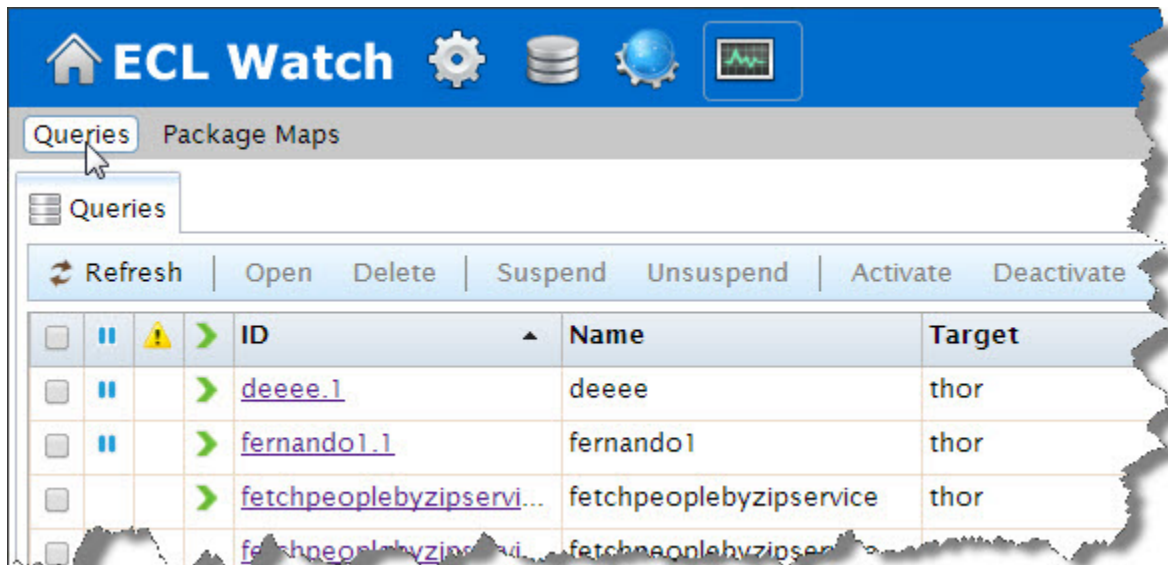 ECL Watch
Queries Package Maps
Queries
Refresh Open Delete Suspend Unsuspend Activate Deactivate
ID Name Target
deeee.1 deeee thor
fernando1.1 fernando1 thor
fetchpeoplebyzipservi... fetchpeoplebyzipservice thor